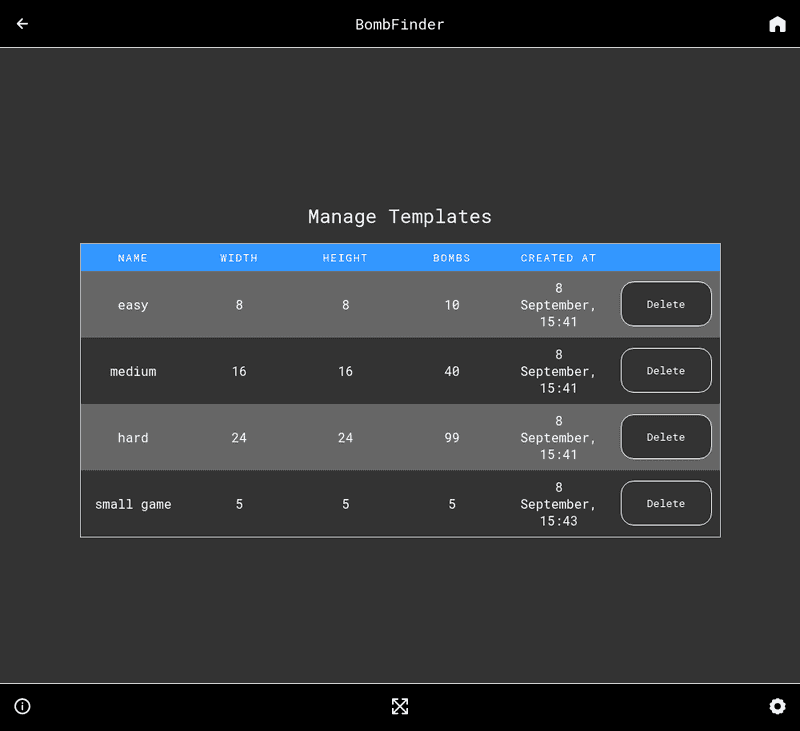 BombFinder
Manage Templates
NAME WIDTH HEIGHT BOMBS CREATED AT
easy 8 8 10 8 September, 15:41 Delete
medium 16 16 40 8 September, 15:41 Delete
hard 24 24 99 8 September, 15:41 Delete
small game 5 5 5 8 September, 15:43 Delete